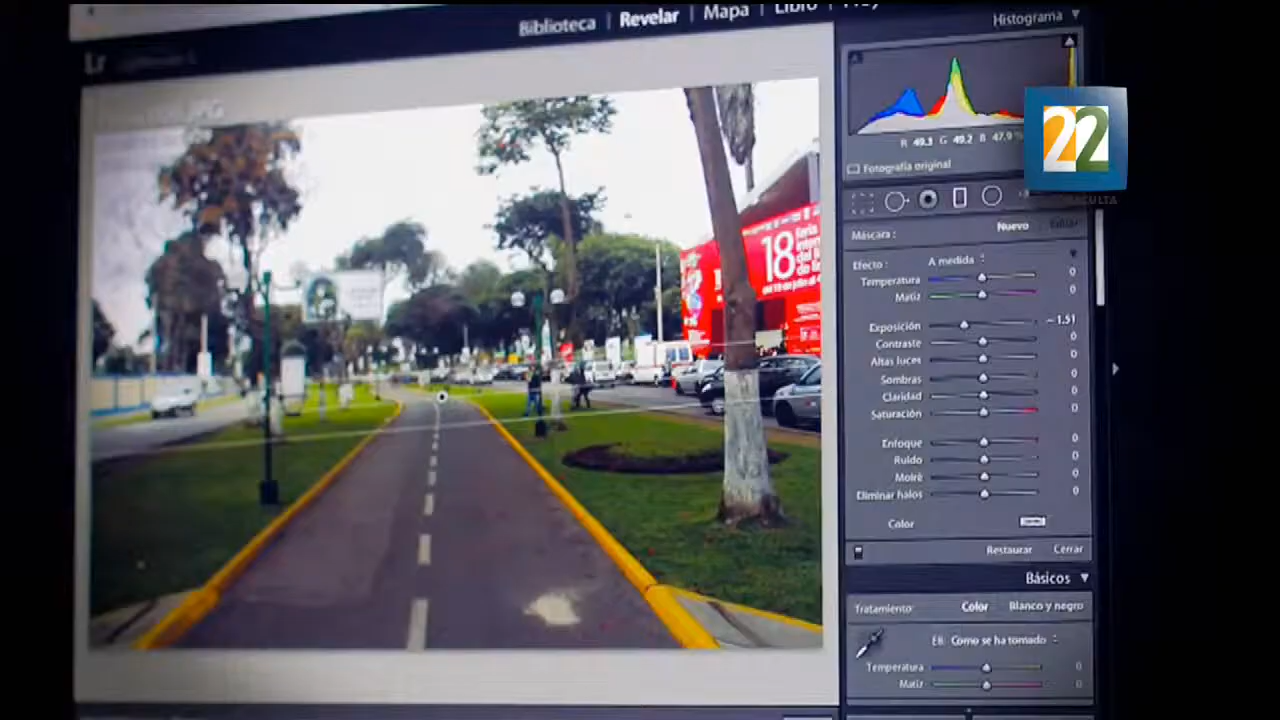 Biblioteca | Revelar | Mapa | Libro
Histograma
Lr
R 49.3 G 49.2 B 47.9 %
Fotografía original
22
Máscara :
Nuevo
Editar
Efecto :
A medida
Temperatura 0
Matiz 0
Exposición – 1,51
Contraste 0
Altas luces 0
Sombras 0
Claridad 0
Saturación 0
Enfoque 0
Ruido 0
Moiré 0
Eliminar halos 0
Color
Restaurar Cerrar
Básicos
Tratamiento: Color Blanco y negro
EB: Como se ha tomado
Temperatura 0
Matiz 0
18
feria